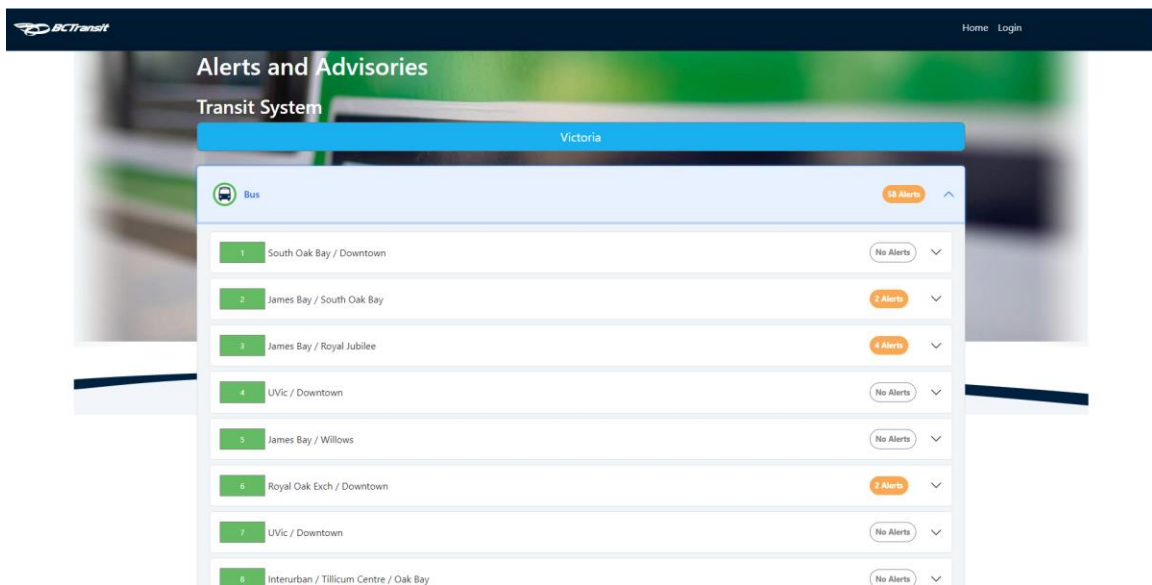 BCTransit
Home Login
Alerts and Advisories
Transit System
Victoria
Bus 58 Alerts
1 South Oak Bay / Downtown No Alerts
2 James Bay / South Oak Bay 2 Alerts
3 James Bay / Royal Jubilee 4 Alerts
4 UVic / Downtown No Alerts
5 James Bay / Willows No Alerts
6 Royal Oak Exch / Downtown 2 Alerts
7 UVic / Downtown No Alerts
8 Interurban / Tillicum Centre / Oak Bay No Alerts